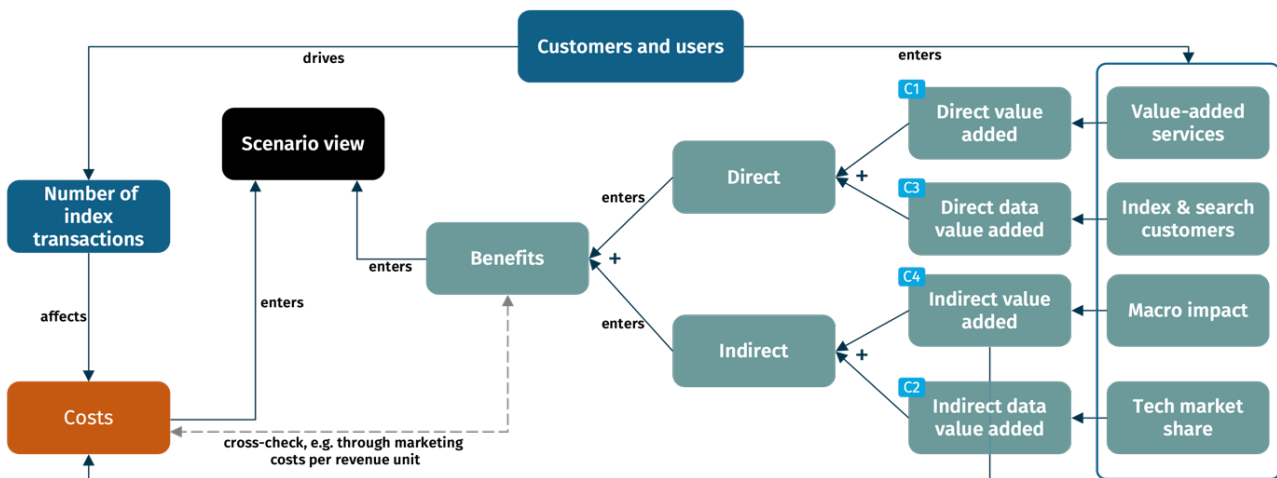 Customers and users
drives
enters
Scenario view
C1
Direct value
added
Value-added
services
Number of
index
transactions
Direct
+
enters
C3
Direct data
value added
Index & search
customers
Benefits
+
enters
enters
affects
enters
C4
Indirect value
added
Macro impact
Indirect
+
C2
Indirect data
value added
Tech market
share
Costs
cross-check, e.g. through marketing
costs per revenue unit